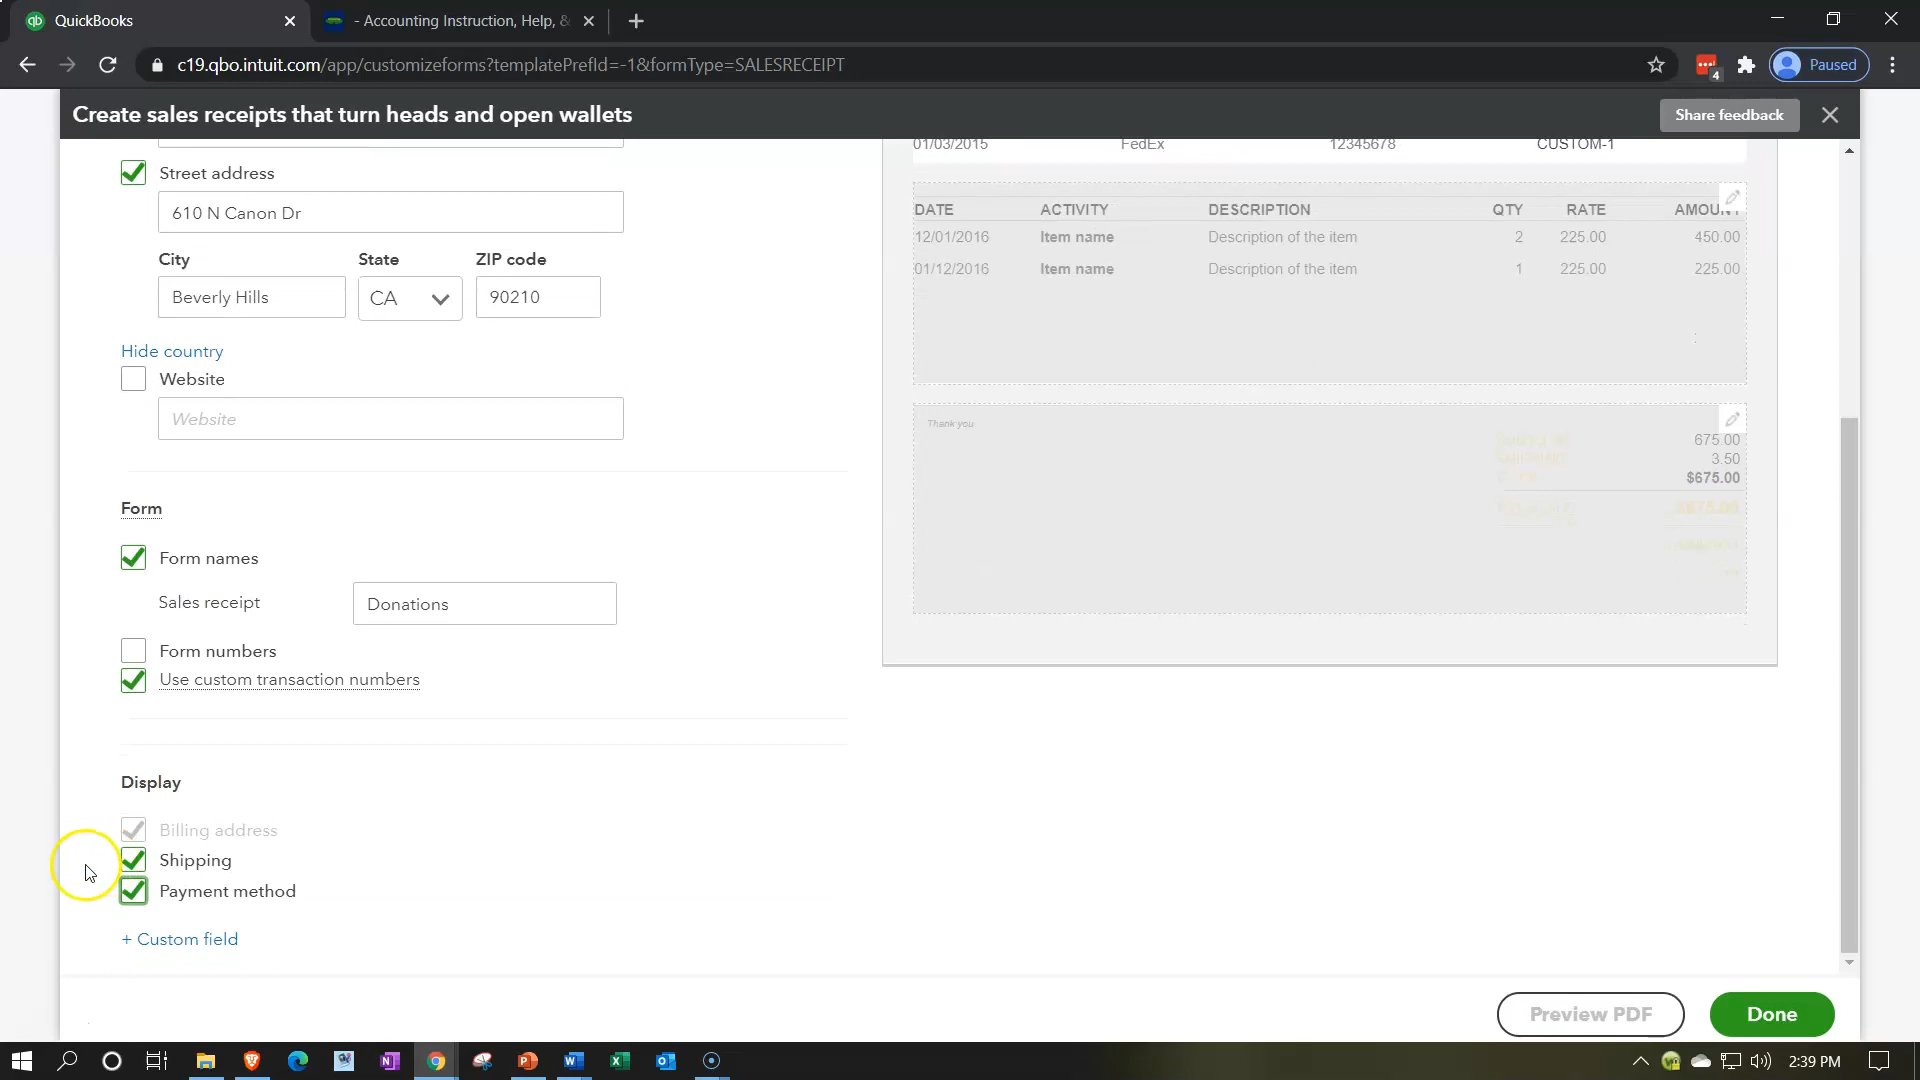 QuickBooks
- Accounting Instruction, Help, &
c19.qbo.intuit.com/app/customizeforms?templatePrefId=-1&formType=SALESRECEIPT
4
Paused
Create sales receipts that turn heads and open wallets
Share feedback
01/03/2015 FedEx 12345678 CUSTOM-1
Street address
610 N Canon Dr
City State ZIP code
Beverly Hills CA 90210
Hide country
Website
Website
Form
Form names
Sales receipt Donations
Form numbers
Use custom transaction numbers
Display
Billing address
Shipping
Payment method
+ Custom field
DATE ACTIVITY DESCRIPTION QTY RATE AMOUNT
12/01/2016 Item name Description of the item 2 225.00 450.00
01/12/2016 Item name Description of the item 1 225.00 225.00
Thank you.
675.00
3.50
$675.00
$675.00
Preview PDF
Done
2:39 PM